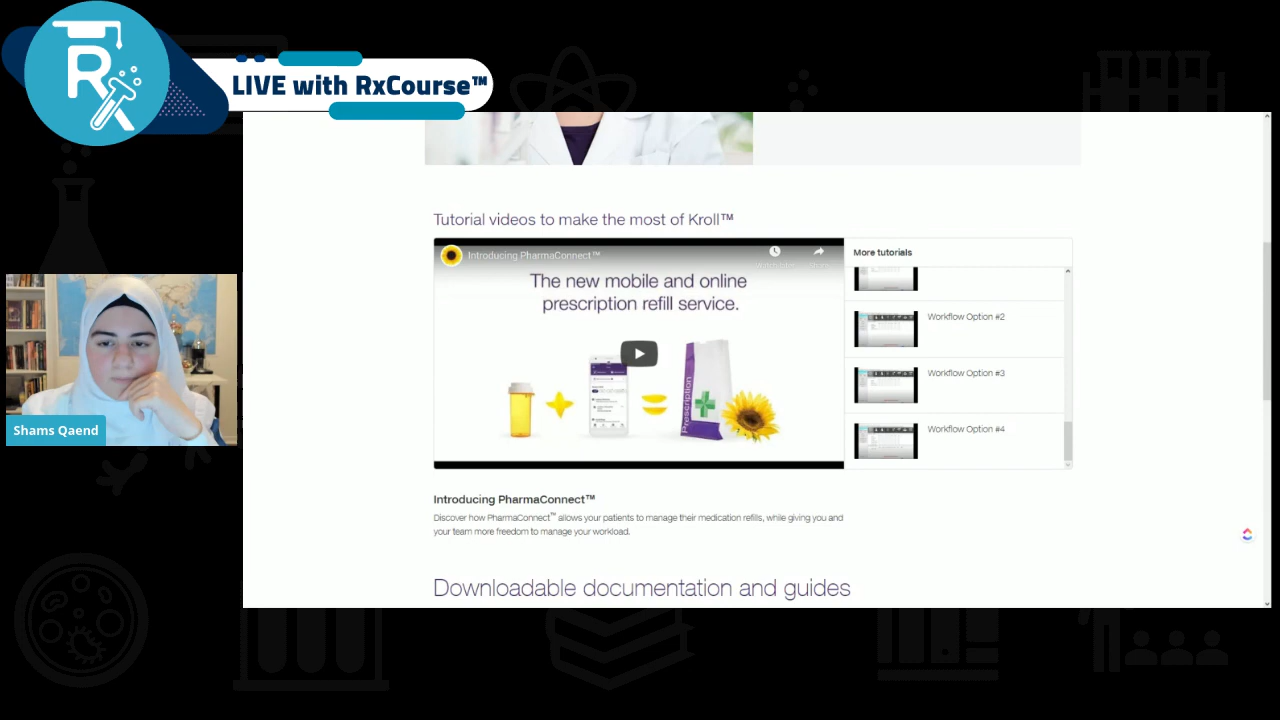 Rx
LIVE with RxCourse™
Tutorial videos to make the most of Kroll™
Introducing PharmaConnect™
The new mobile and online
prescription refill service.
Prescription
More tutorials
Workflow Option #2
Workflow Option #3
Workflow Option #4
Shams Qaend
Introducing PharmaConnect™
Discover how PharmaConnect™ allows your patients to manage their medication refills, while giving you and
your team more freedom to manage your workload.
Downloadable documentation and guides